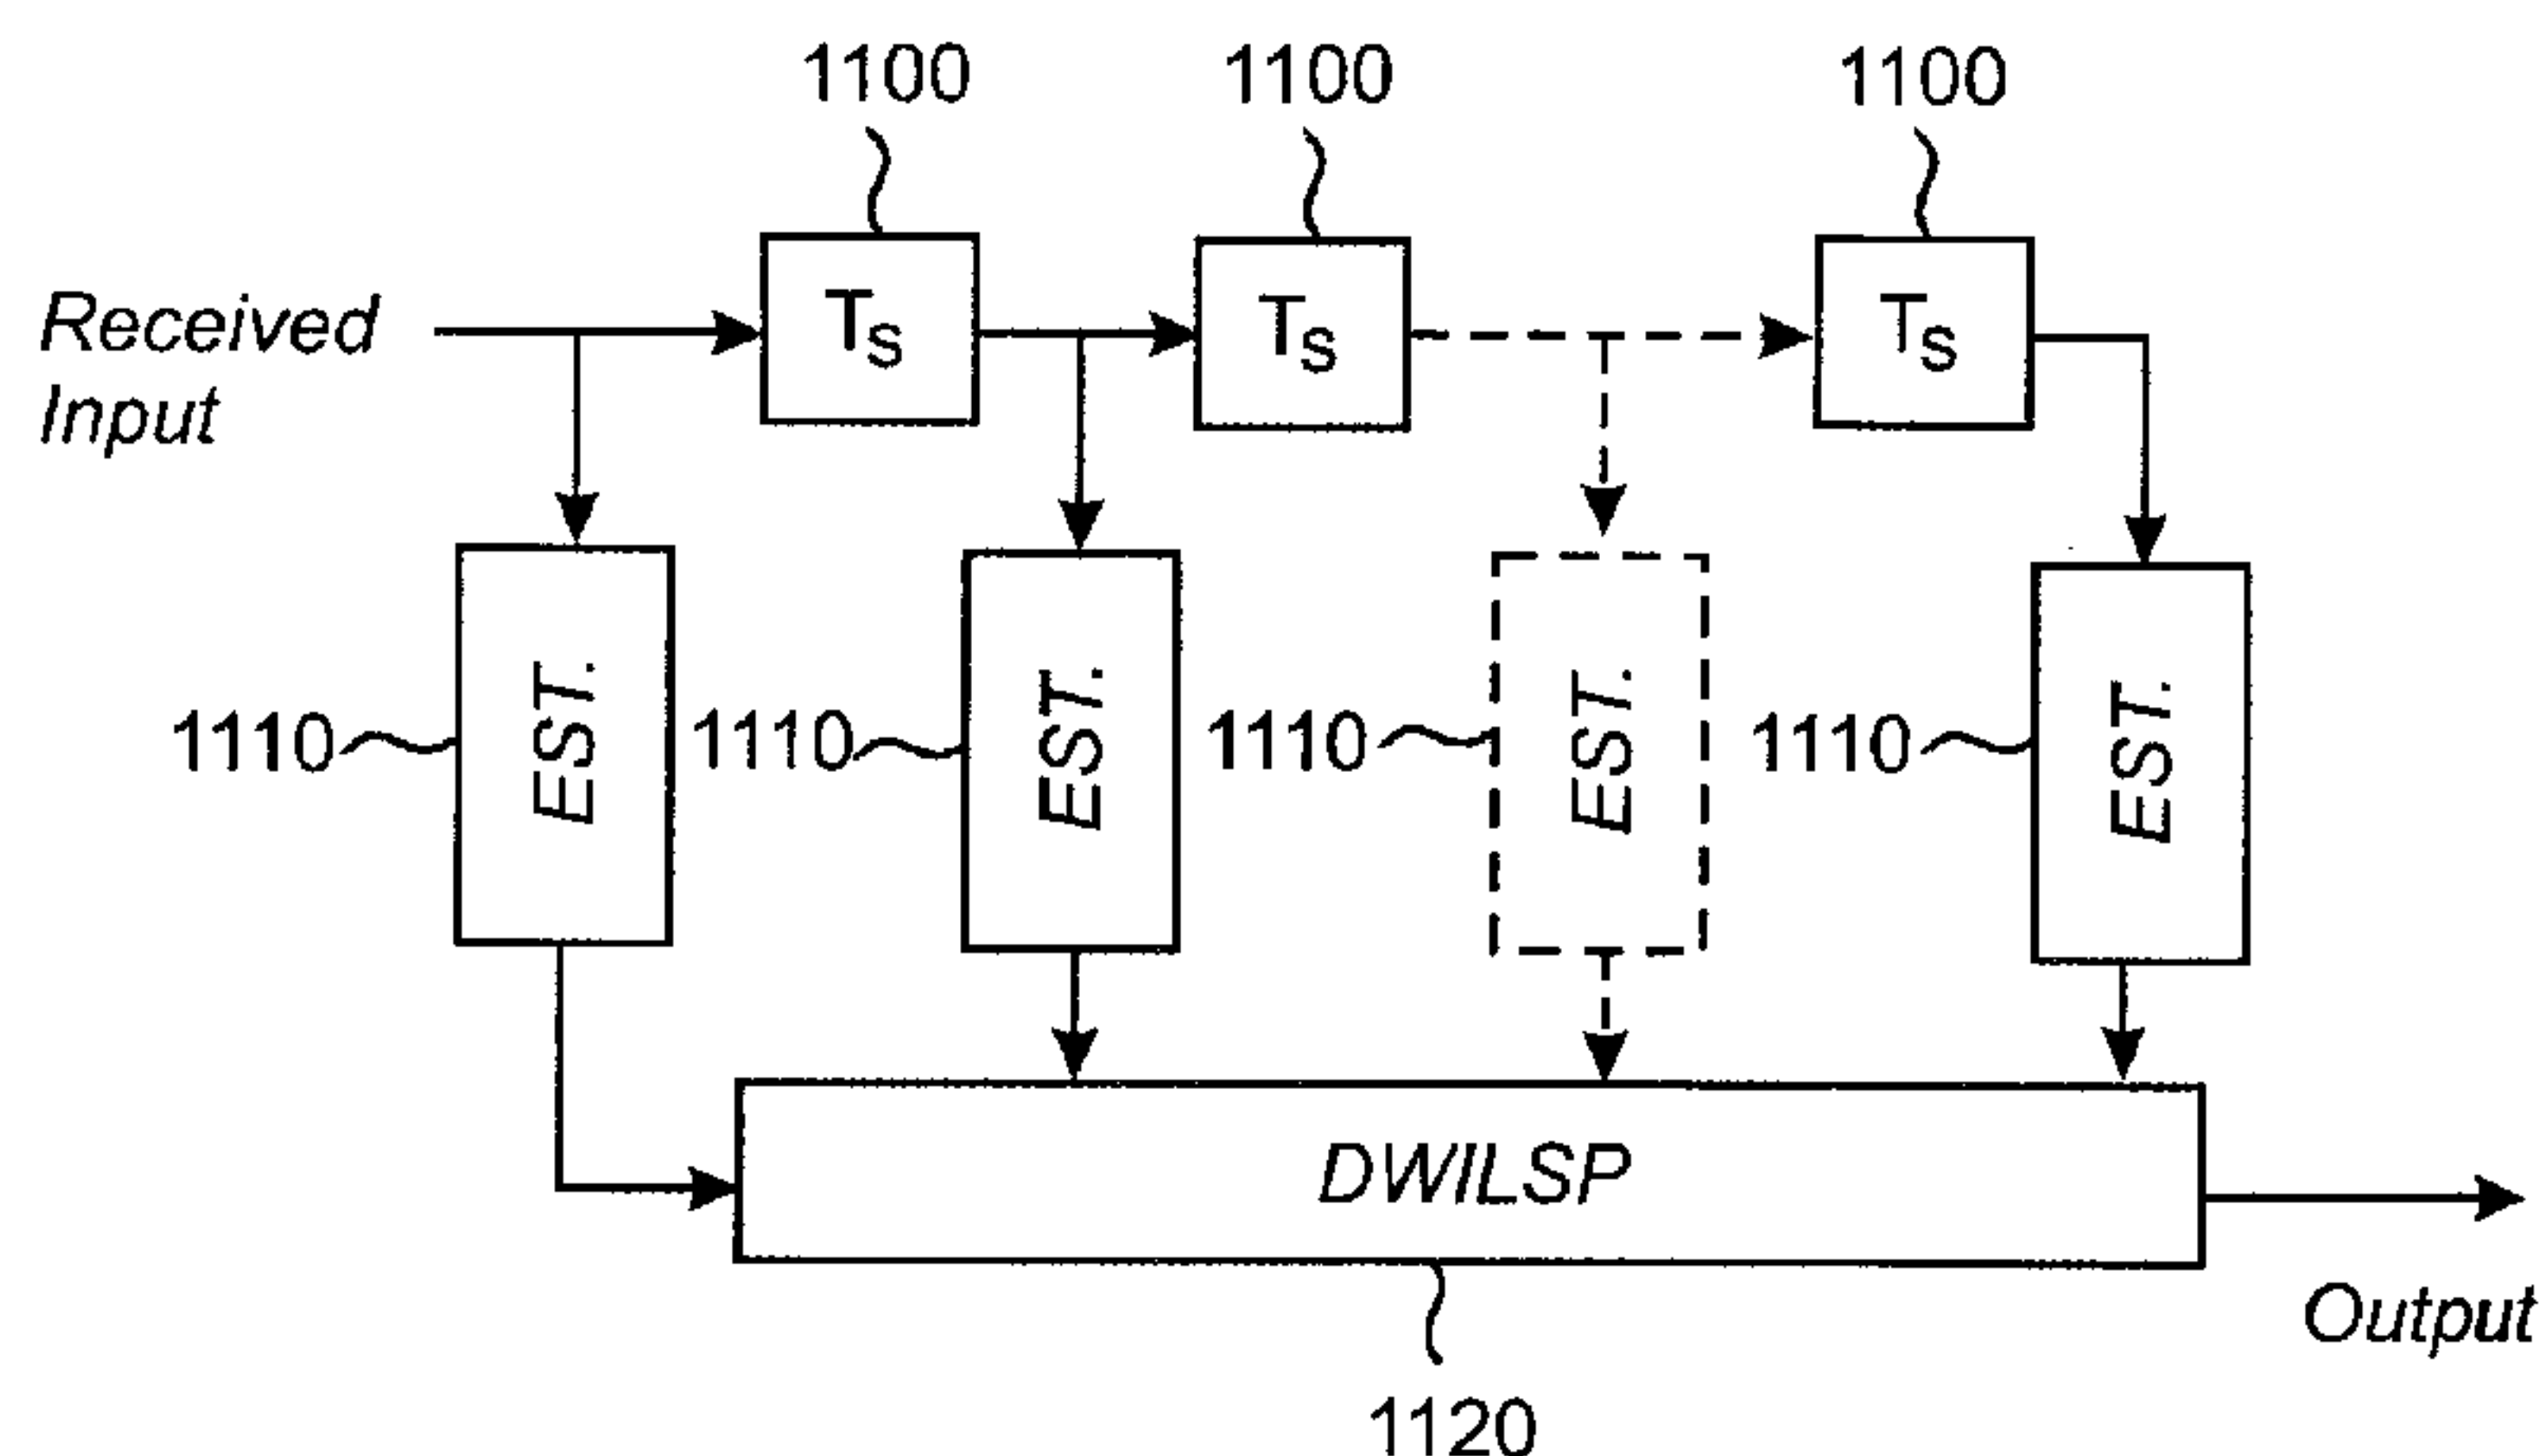 1100 1100 1100
Received
Input
Ts Ts Ts
1110 EST. 1110 EST. 1110 EST. 1110 EST.
DWILSP
Output
1120